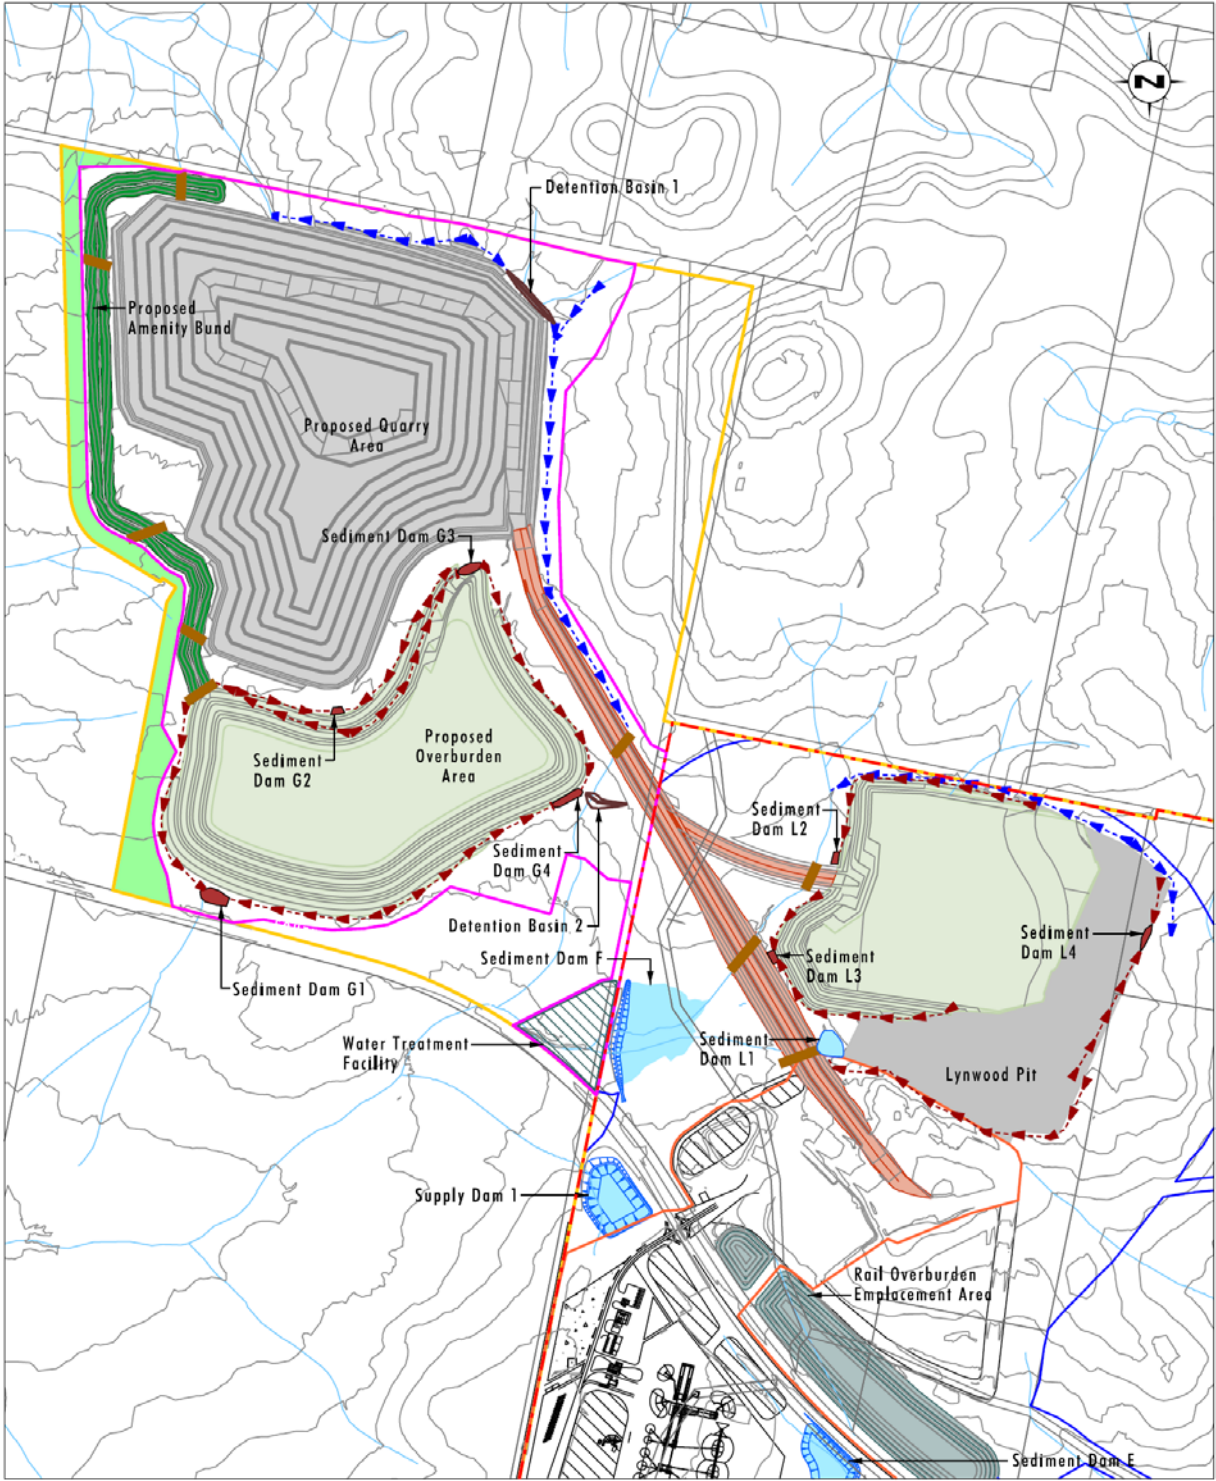 N
Detention Basin 1
Proposed
Amenity Bund
Proposed Quarry
Area
Sediment Dam G3
Proposed
Overburden
Area
Sediment
Dam G2
Sediment
Dam L2
Sediment
Dam G4
Detention Basin 2
Sediment
Dam L4
Sediment Dam F
Sediment
Dam L3
Sediment Dam G1
Sediment
Dam L1
Water Treatment
Facility
Lynwood Pit
Supply Dam 1
Rail Overburden
Emplacement Area
Sediment Dam E